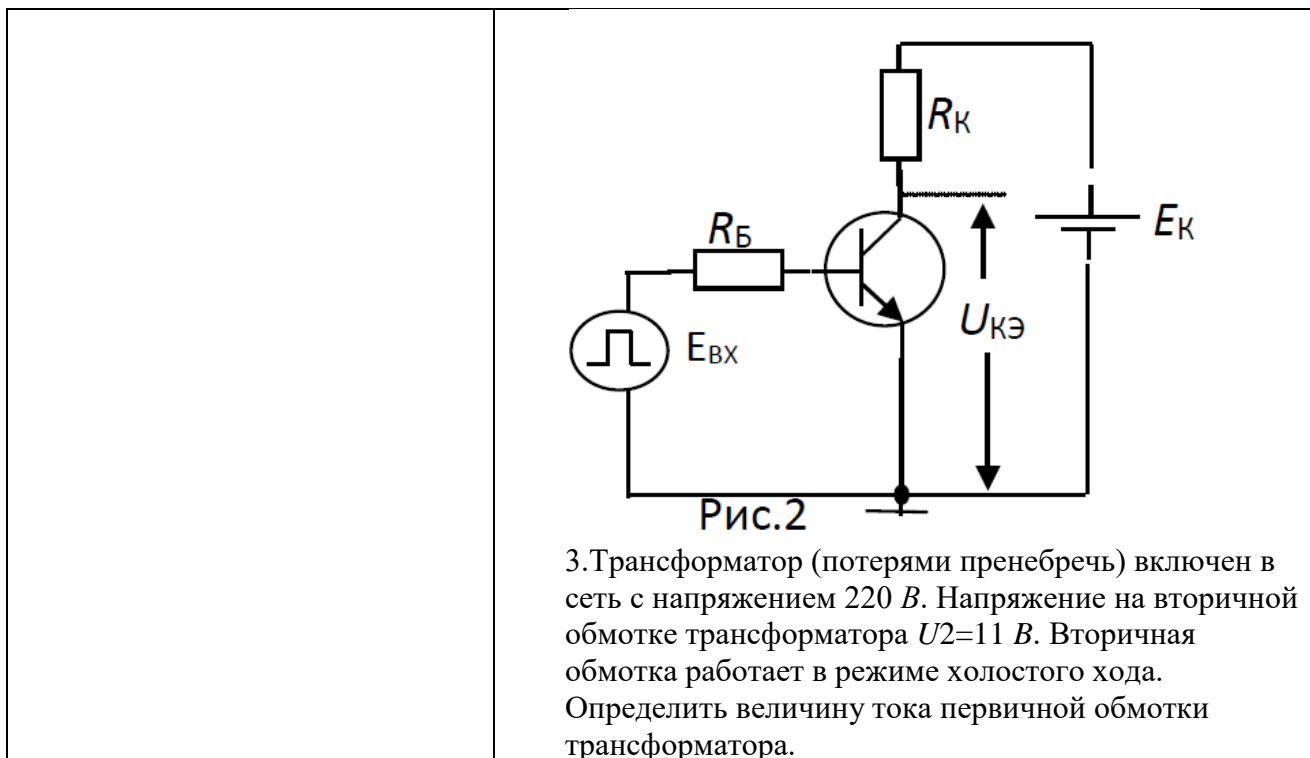 RК
RБ
EК
UКЭ
EВХ
Рис.2
3.Трансформатор (потерями пренебречь) включен в
сеть с напряжением 220 В. Напряжение на вторичной
обмотке трансформатора U2=11 В. Вторичная
обмотка работает в режиме холостого хода.
Определить величину тока первичной обмотки
трансформатора.